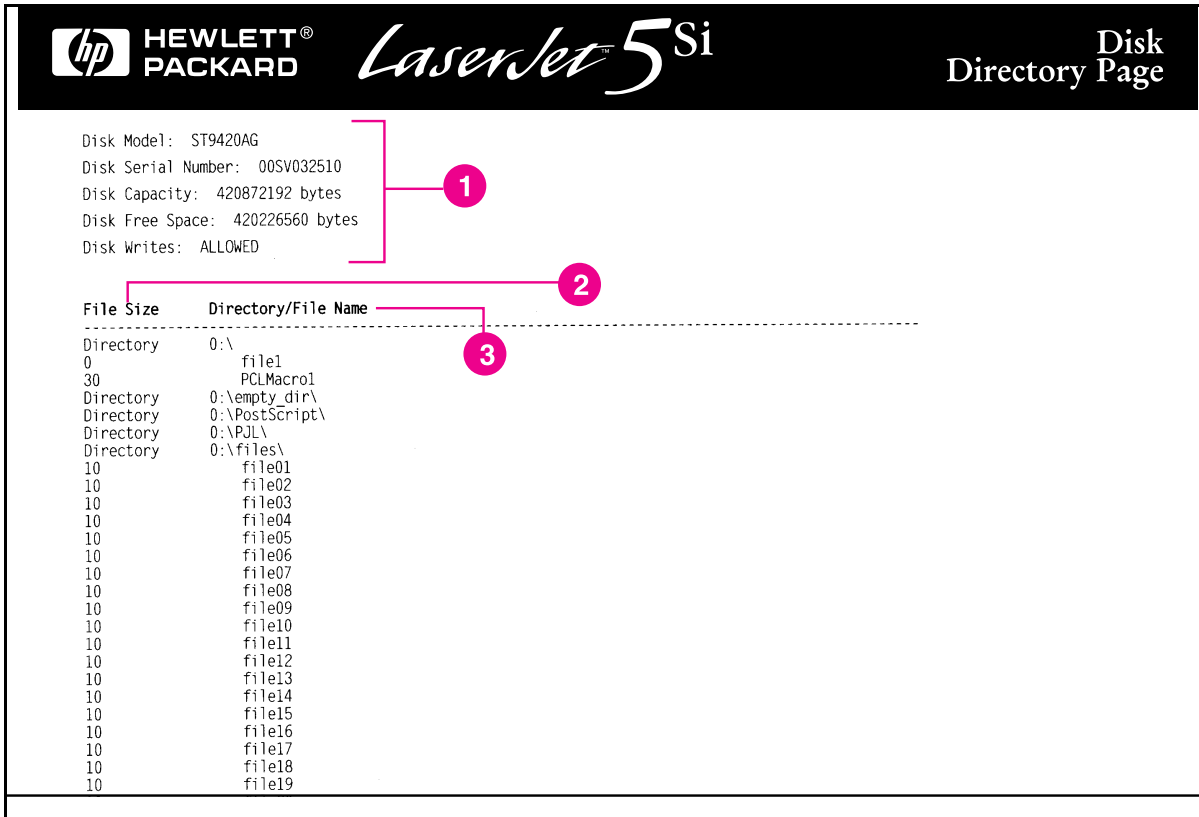 hp HEWLETT® PACKARD LaserJet™ 5Si Disk Directory Page
Disk Model: ST9420AG
Disk Serial Number: 00SV032510
Disk Capacity: 420872192 bytes
Disk Free Space: 420226560 bytes
Disk Writes: ALLOWED
1
2
File Size Directory/File Name
3
Directory 0:\
0 file1
30 PCLMacro1
Directory 0:\empty_dir\
Directory 0:\PostScript\
Directory 0:\PJL\
Directory 0:\files\
10 file01
10 file02
10 file03
10 file04
10 file05
10 file06
10 file07
10 file08
10 file09
10 file10
10 file11
10 file12
10 file13
10 file14
10 file15
10 file16
10 file17
10 file18
10 file19